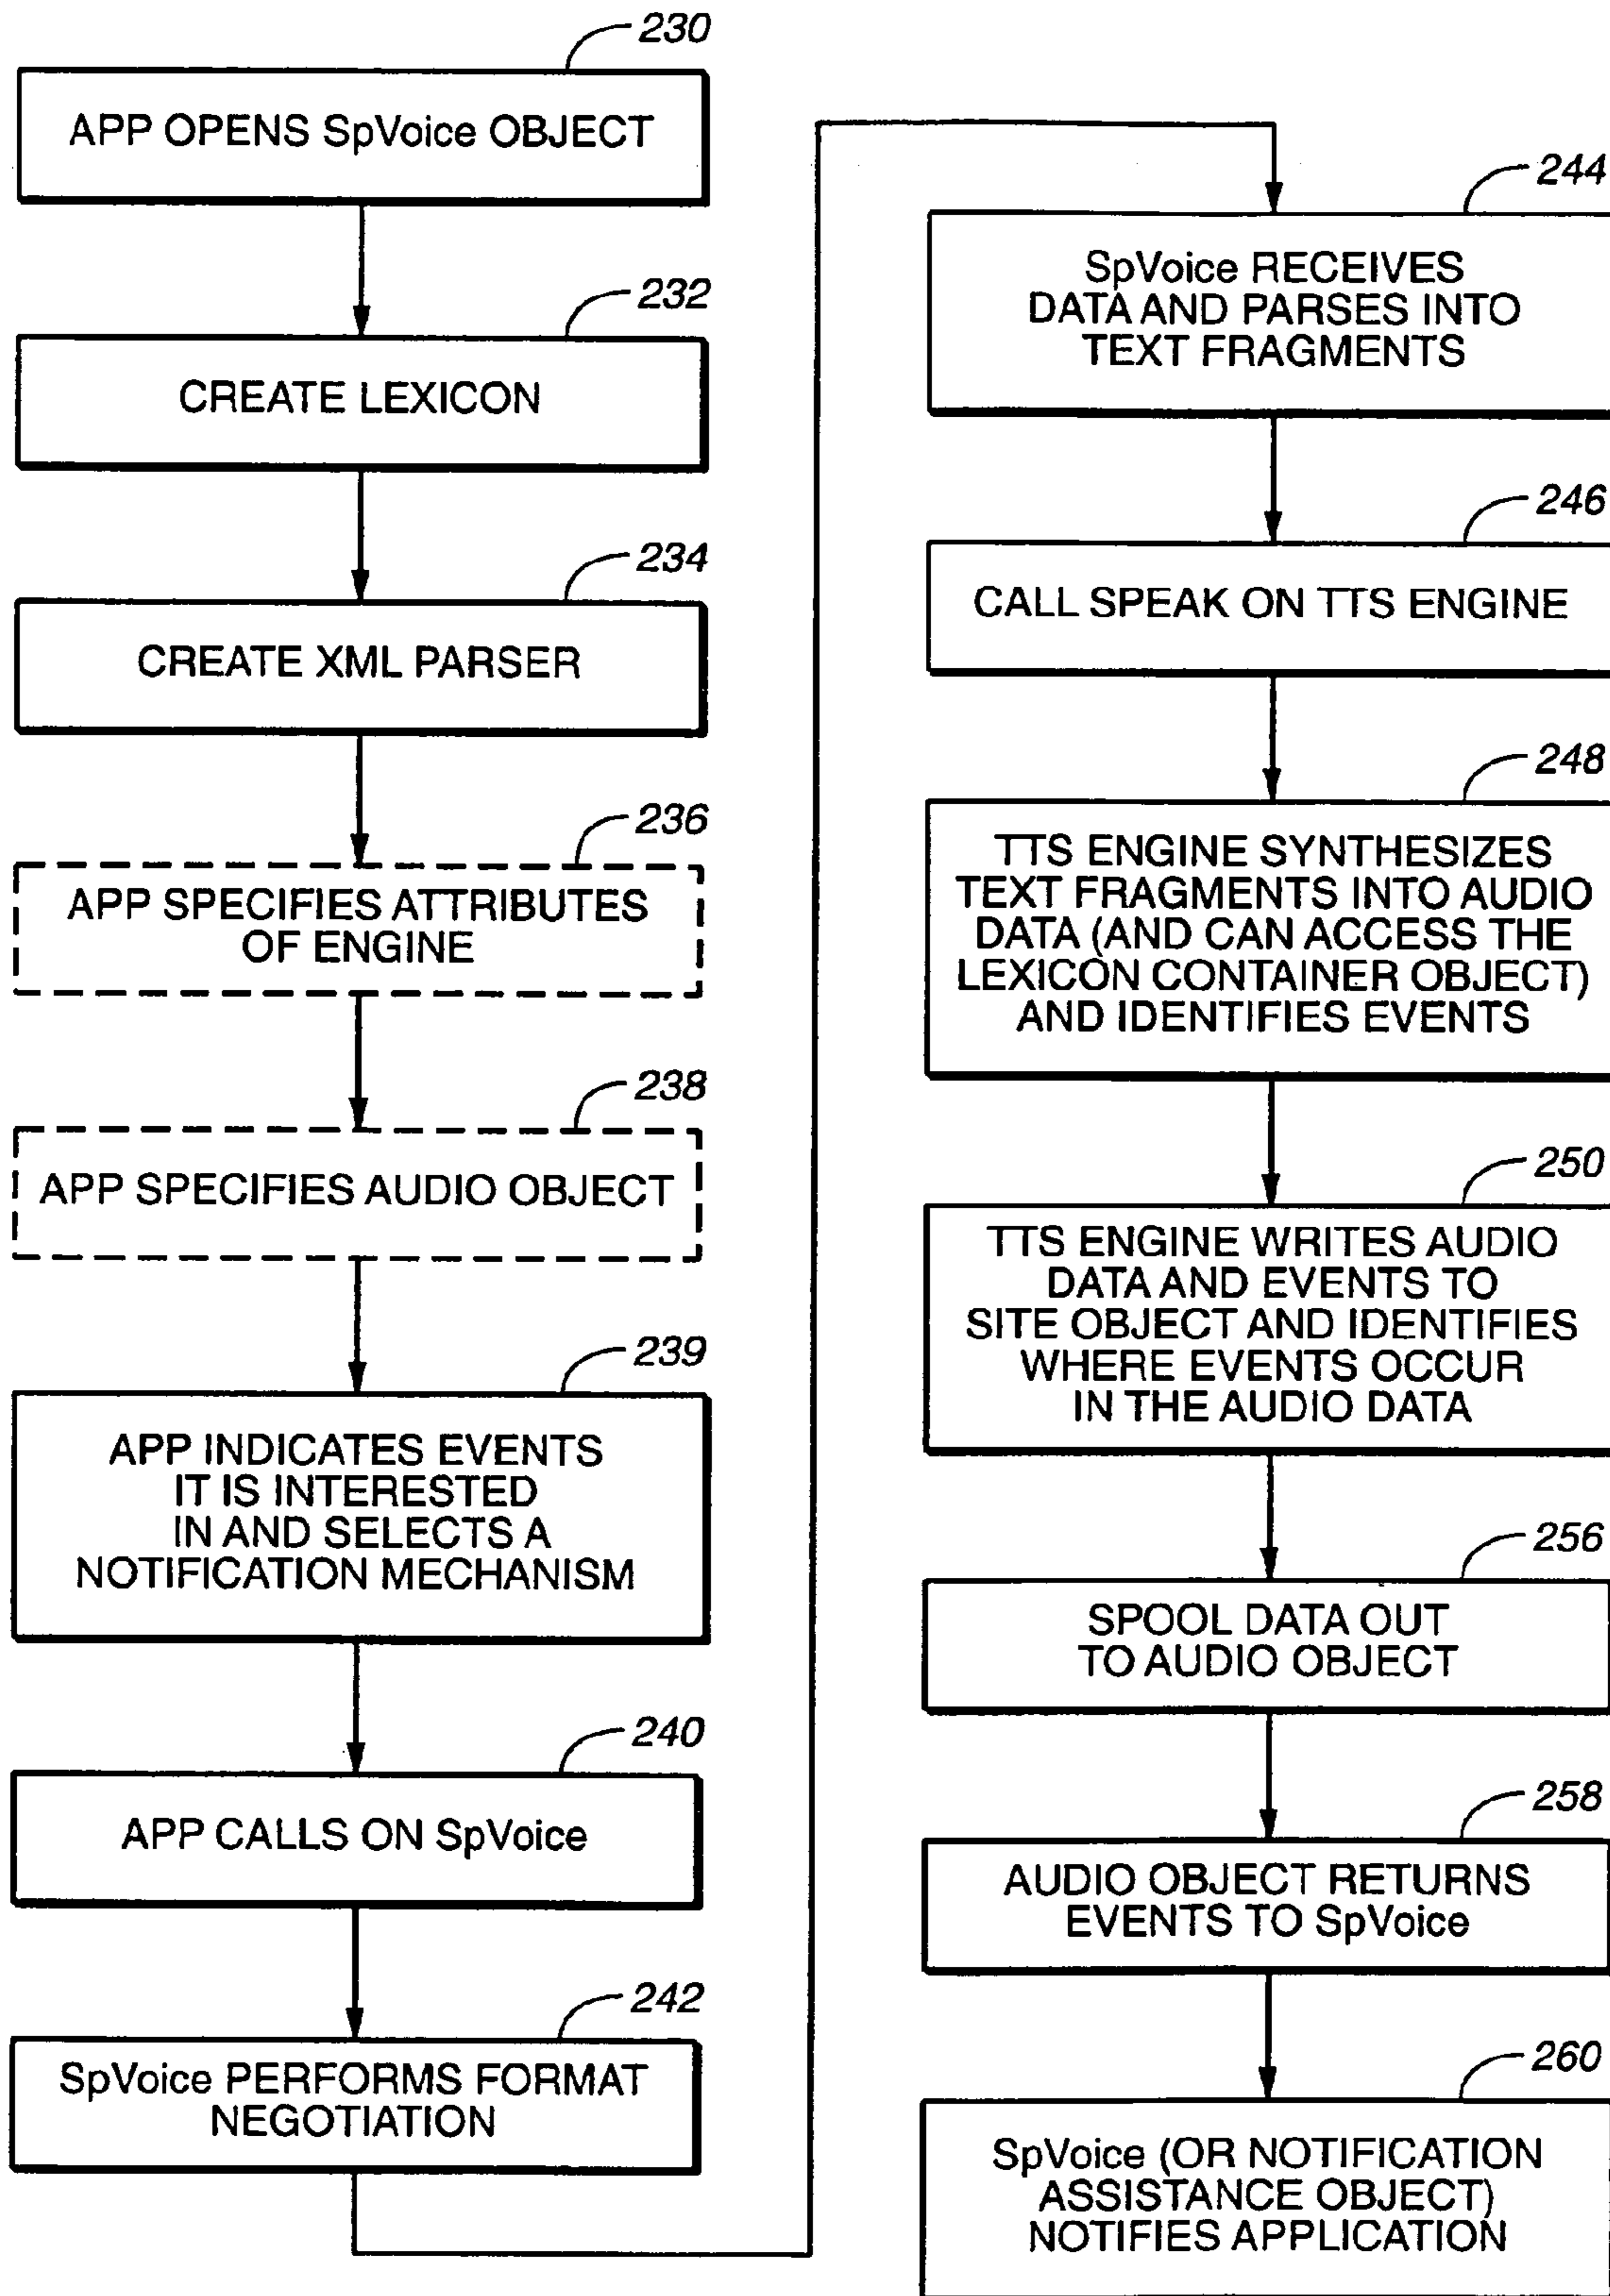 230
APP OPENS SpVoice OBJECT
232
CREATE LEXICON
234
CREATE XML PARSER
236
APP SPECIFIES ATTRIBUTES
OF ENGINE
238
APP SPECIFIES AUDIO OBJECT
239
APP INDICATES EVENTS
IT IS INTERESTED
IN AND SELECTS A
NOTIFICATION MECHANISM
240
APP CALLS ON SpVoice
242
SpVoice PERFORMS FORMAT
NEGOTIATION
244
SpVoice RECEIVES
DATA AND PARSES INTO
TEXT FRAGMENTS
246
CALL SPEAK ON TTS ENGINE
248
TTS ENGINE SYNTHESIZES
TEXT FRAGMENTS INTO AUDIO
DATA (AND CAN ACCESS THE
LEXICON CONTAINER OBJECT)
AND IDENTIFIES EVENTS
250
TTS ENGINE WRITES AUDIO
DATA AND EVENTS TO
SITE OBJECT AND IDENTIFIES
WHERE EVENTS OCCUR
IN THE AUDIO DATA
256
SPOOL DATA OUT
TO AUDIO OBJECT
258
AUDIO OBJECT RETURNS
EVENTS TO SpVoice
260
SpVoice (OR NOTIFICATION
ASSISTANCE OBJECT)
NOTIFIES APPLICATION